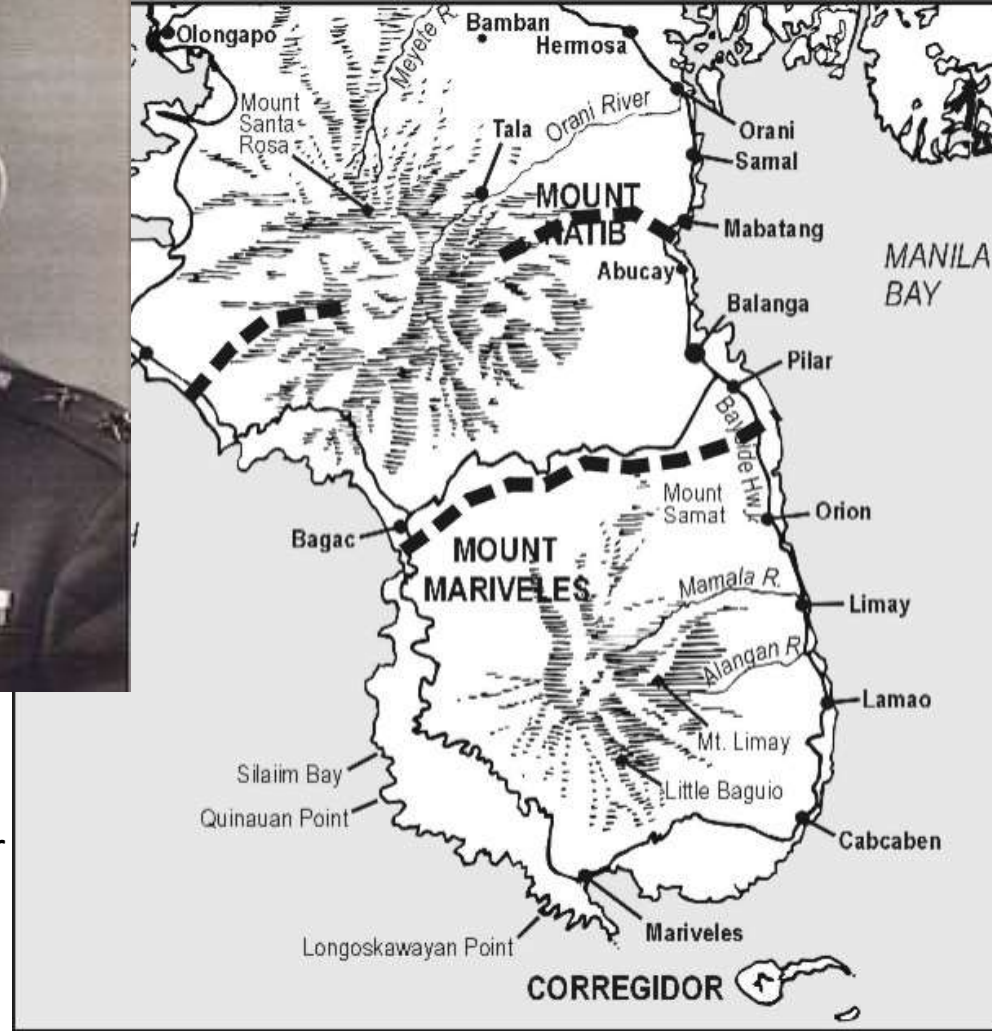 Olongapo
Bamban
Hermosa
Meyete R.
Mount
Santa
Rosa
Tala
Orani River
Orani
Samal
MOUNT
NATIB
Mabatang
Abucay
MANILA
BAY
Balanga
Pilar
Bayside Hwy.
Mount
Samat
Orion
Bagac
MOUNT
MARIVELES
Mamala R.
Limay
Alangan R.
Lamao
Mt. Limay
Silaiim Bay
Little Baguio
Quinauan Point
Cabcaben
Mariveles
Longoskawayan Point
CORREGIDOR